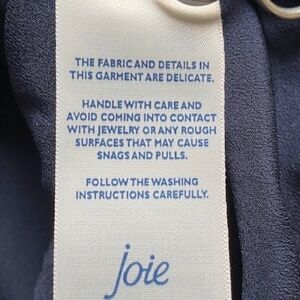 THE FABRIC AND DETAILS IN
THIS GARMENT ARE DELICATE.
HANDLE WITH CARE AND
AVOID COMING INTO CONTACT
WITH JEWELRY OR ANY ROUGH
SURFACES THAT MAY CAUSE
SNAGS AND PULLS.
FOLLOW THE WASHING
INSTRUCTIONS CAREFULLY.
joie